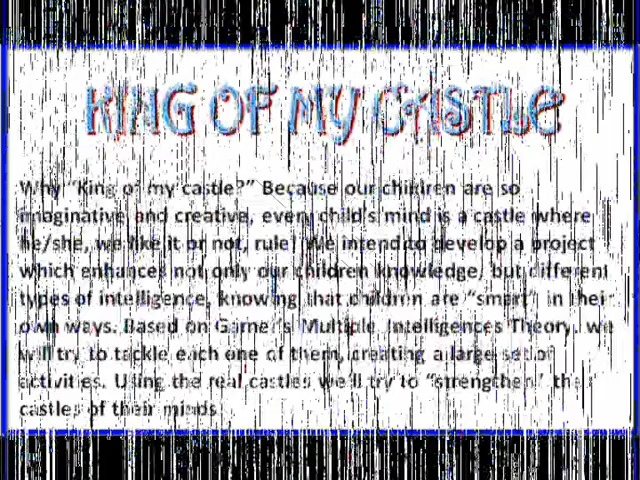 KING OF MY CASTLE
Why "King of my castle?" Because our children are so
imaginative and creative, every child's mind is a castle where
he/she, we like it or not, rule! We intend to develop a project
which enhances not only our children knowledge, but different
types of intelligence, knowing that children are "smart" in their
own ways. Based on Garner's Multiple Intelligences Theory, we
will try to tackle each one of them, creating a large set of
activities. Using the real castles we'll try to "strengthen" the
castles of their minds